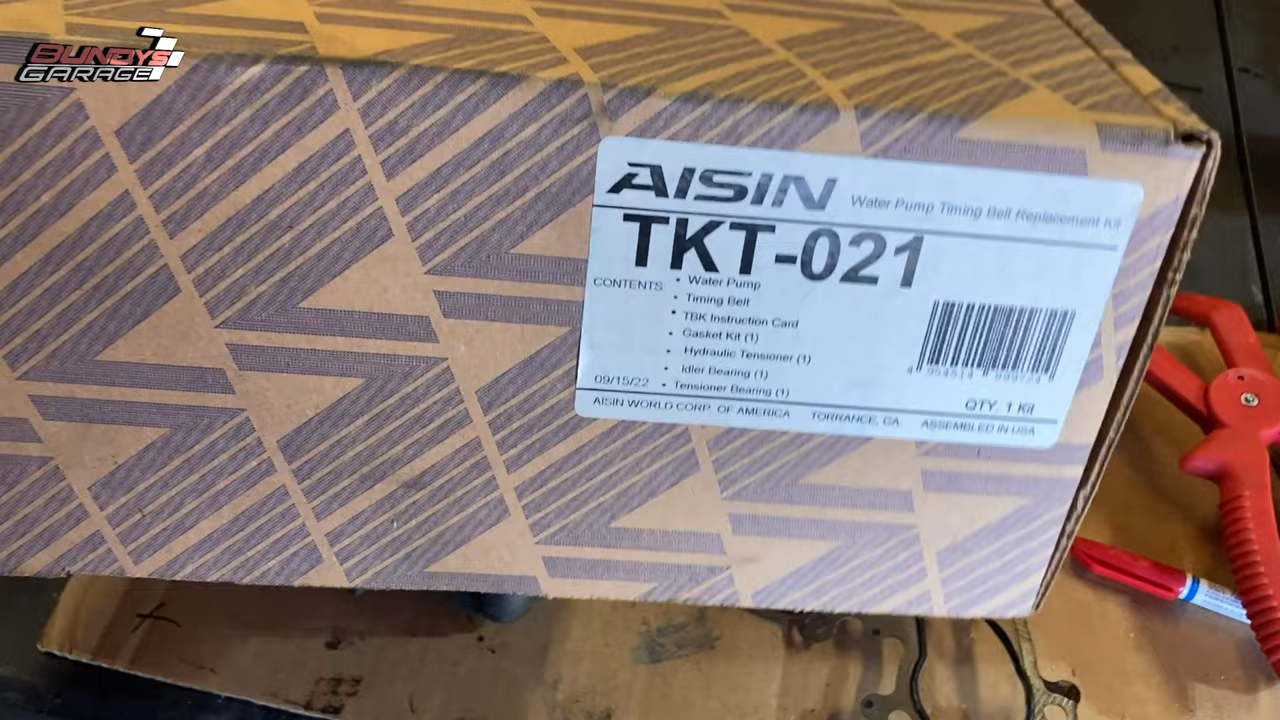 BUNDYS
GARAGE
AISIN
Water Pump Timing Belt Replacement Kit
TKT-021
CONTENTS:
• Water Pump
• Timing Belt
• TBK Instruction Card
• Gasket Kit (1)
• Hydraulic Tensioner (1)
• Idler Bearing (1)
• Tensioner Bearing (1)
09/15/22
QTY. 1 Kit
AISIN WORLD CORP. OF AMERICA TORRANCE, CA. ASSEMBLED IN USA